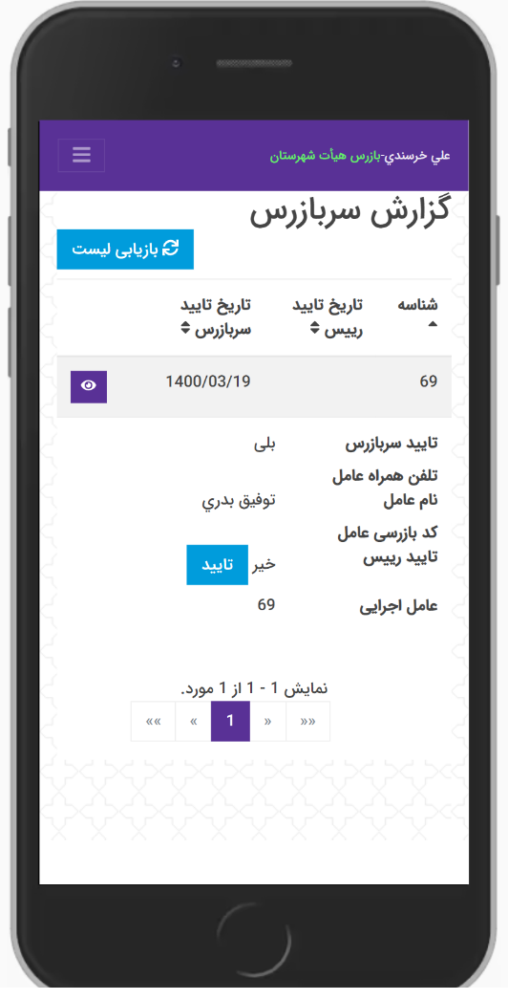 علي خرسندي-بازرس هيأت شهرستان
گزارش سربازرس
بازیابی لیست
شناسه تاریخ تایید رییس تاریخ تایید سربازرس
69 1400/03/19
تایید سربازرس بلی
تلفن همراه عامل
نام عامل توفيق بدري
کد بازرسی عامل
تایید رییس خیر تایید
عامل اجرایی 69
نمایش 1 - 1 از 1 مورد.
«« « 1 » »»